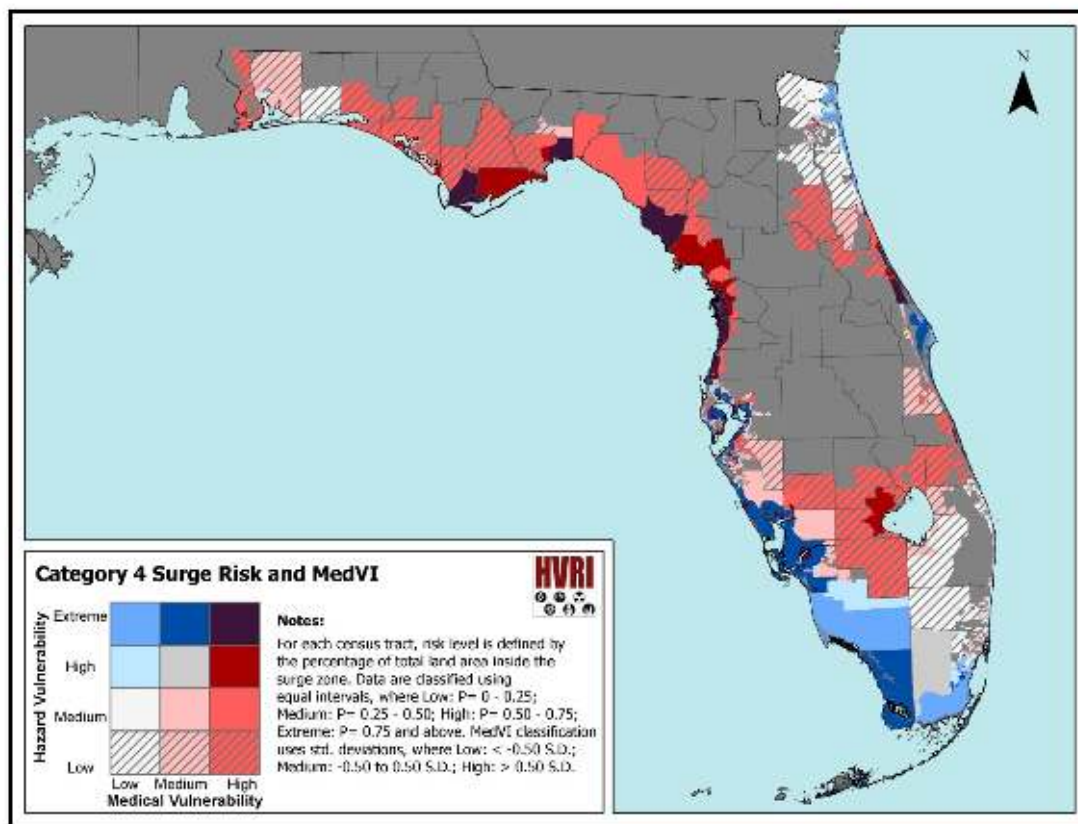 N
Category 4 Surge Risk and MedVI
HVRI
Extreme
High
Medium
Low
Hazard Vulnerability
Low Medium High
Medical Vulnerability
Notes:
For each census tract, risk level is defined by
the percentage of total land area inside the
surge zone. Data are classified using
equal intervals, where Low: P= 0 - 0.25;
Medium: P= 0.25 - 0.50; High: P= 0.50 - 0.75;
Extreme: P= 0.75 and above. MedVI classification
uses std. deviations, where Low: < -0.50 S.D.;
Medium: -0.50 to 0.50 S.D.; High: > 0.50 S.D.